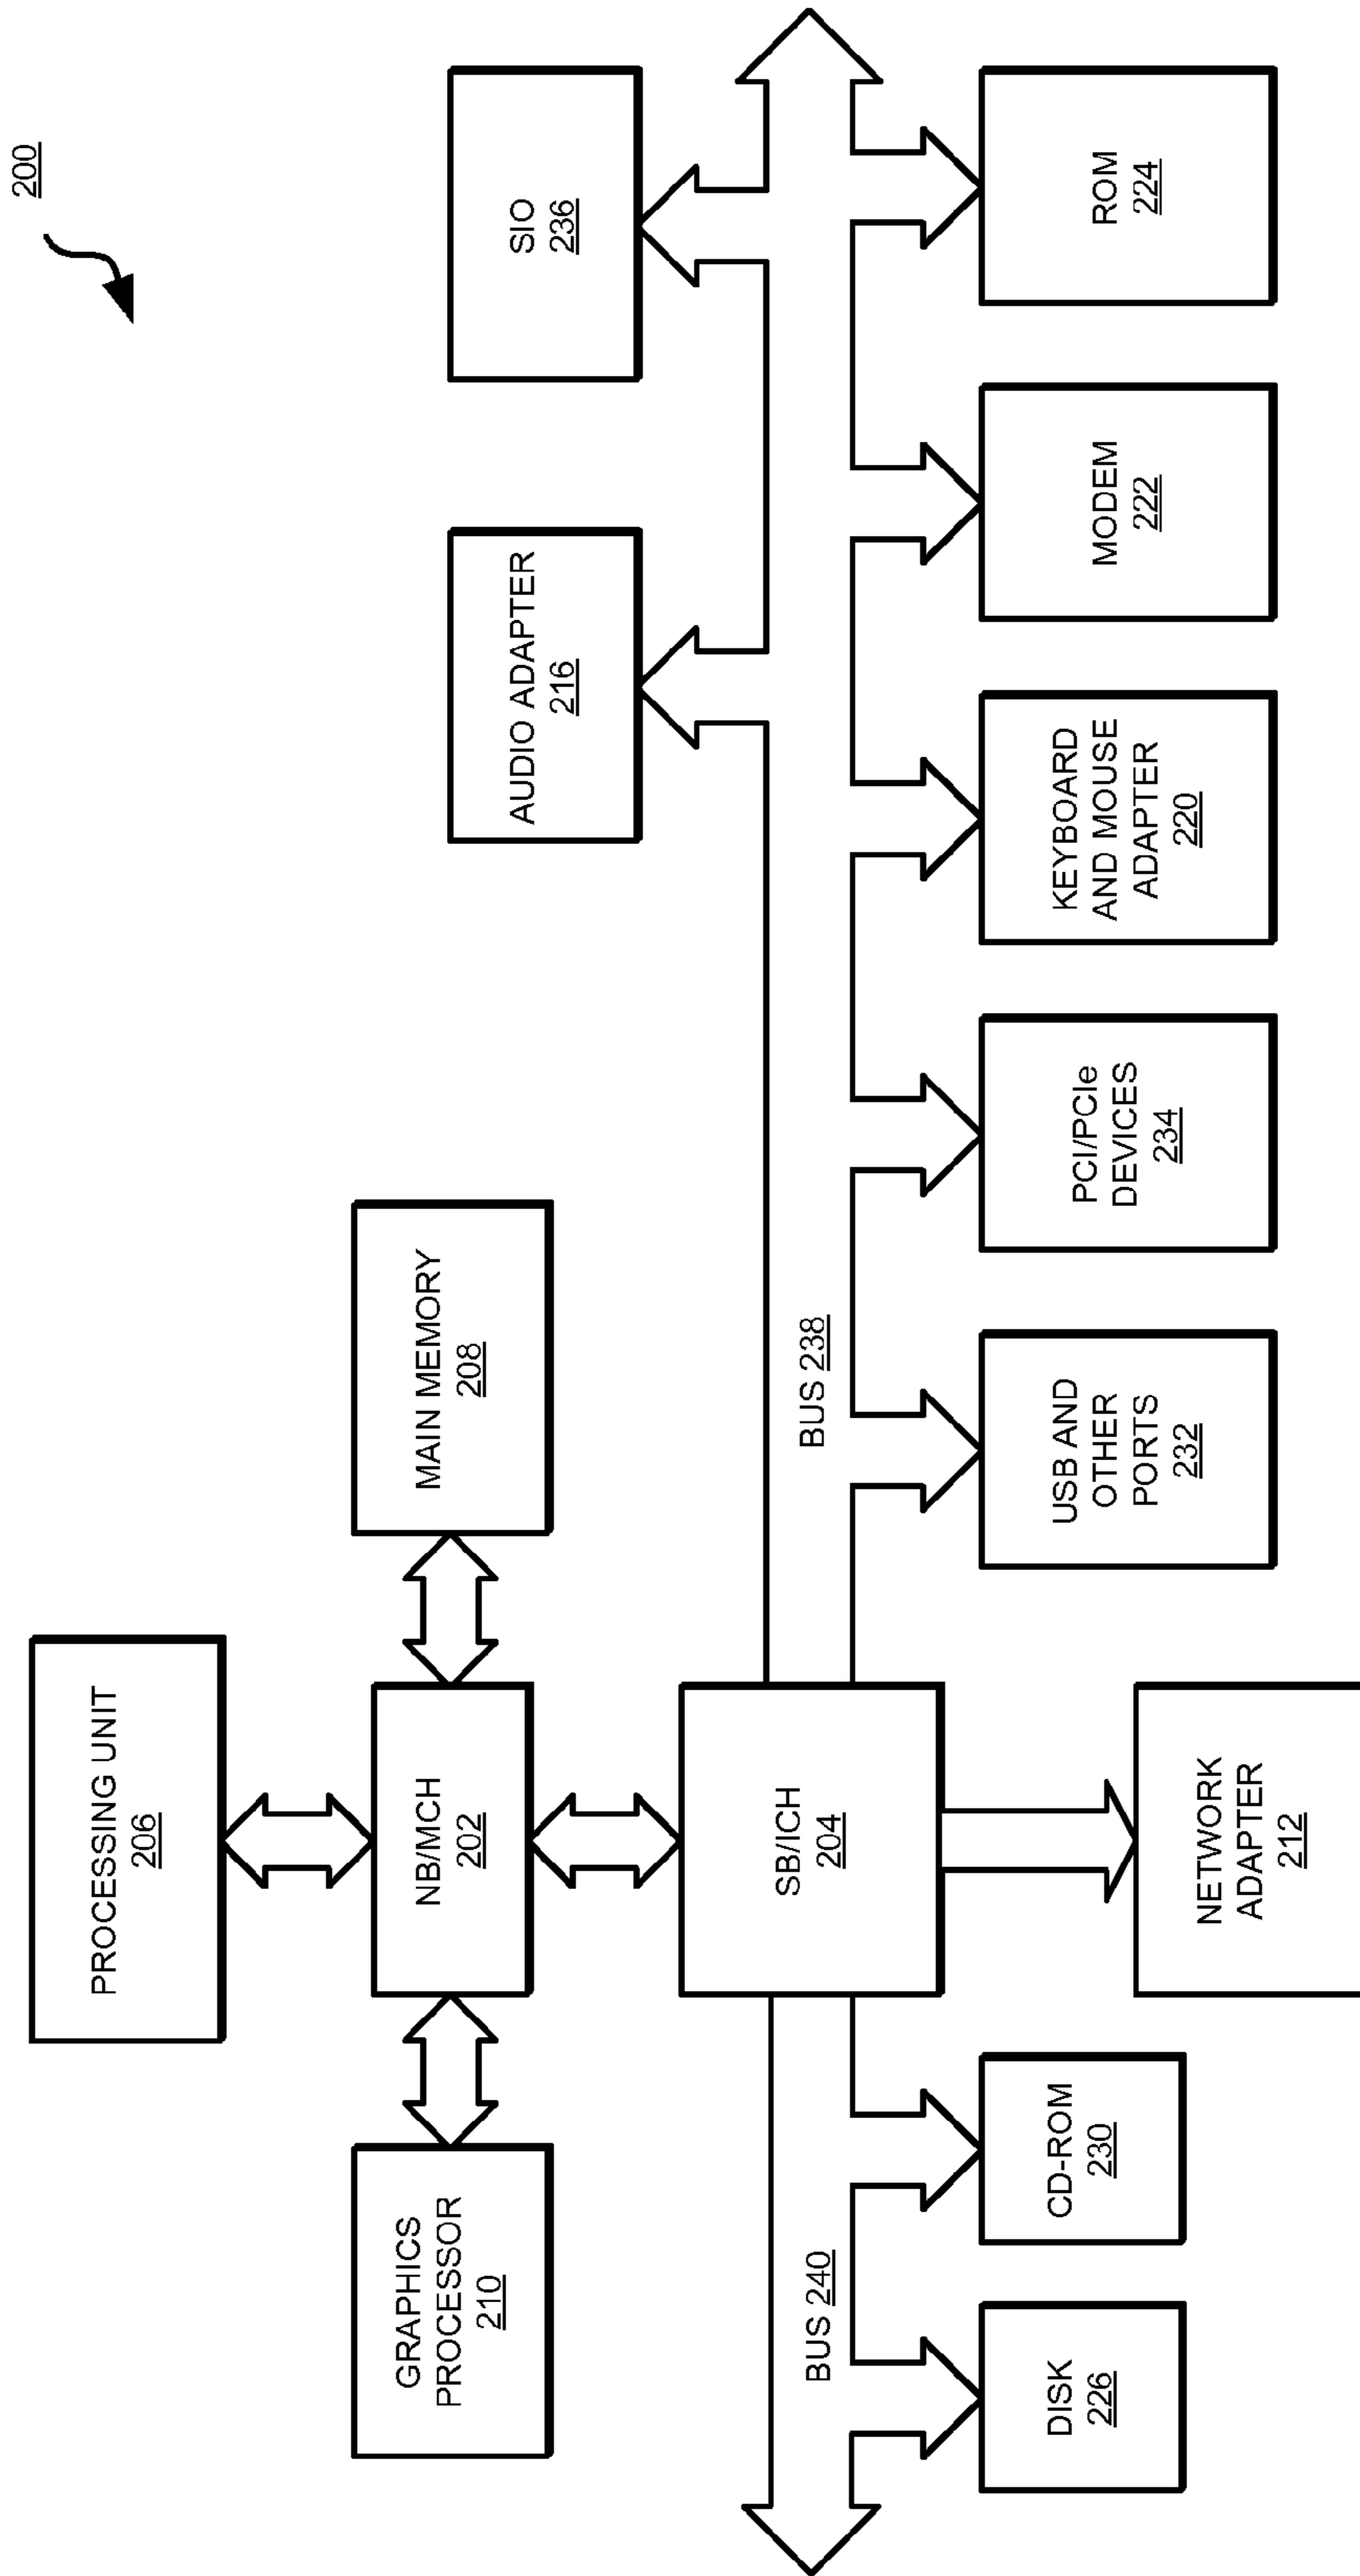 200
PROCESSING UNIT
206
GRAPHICS
PROCESSOR
210
NB/MCH
202
MAIN MEMORY
208
AUDIO ADAPTER
216
SIO
236
SB/ICH
204
BUS 240
BUS 238
DISK
226
CD-ROM
230
USB AND
OTHER
PORTS
232
PCI/PCIe
DEVICES
234
KEYBOARD
AND MOUSE
ADAPTER
220
MODEM
222
ROM
224
NETWORK
ADAPTER
212